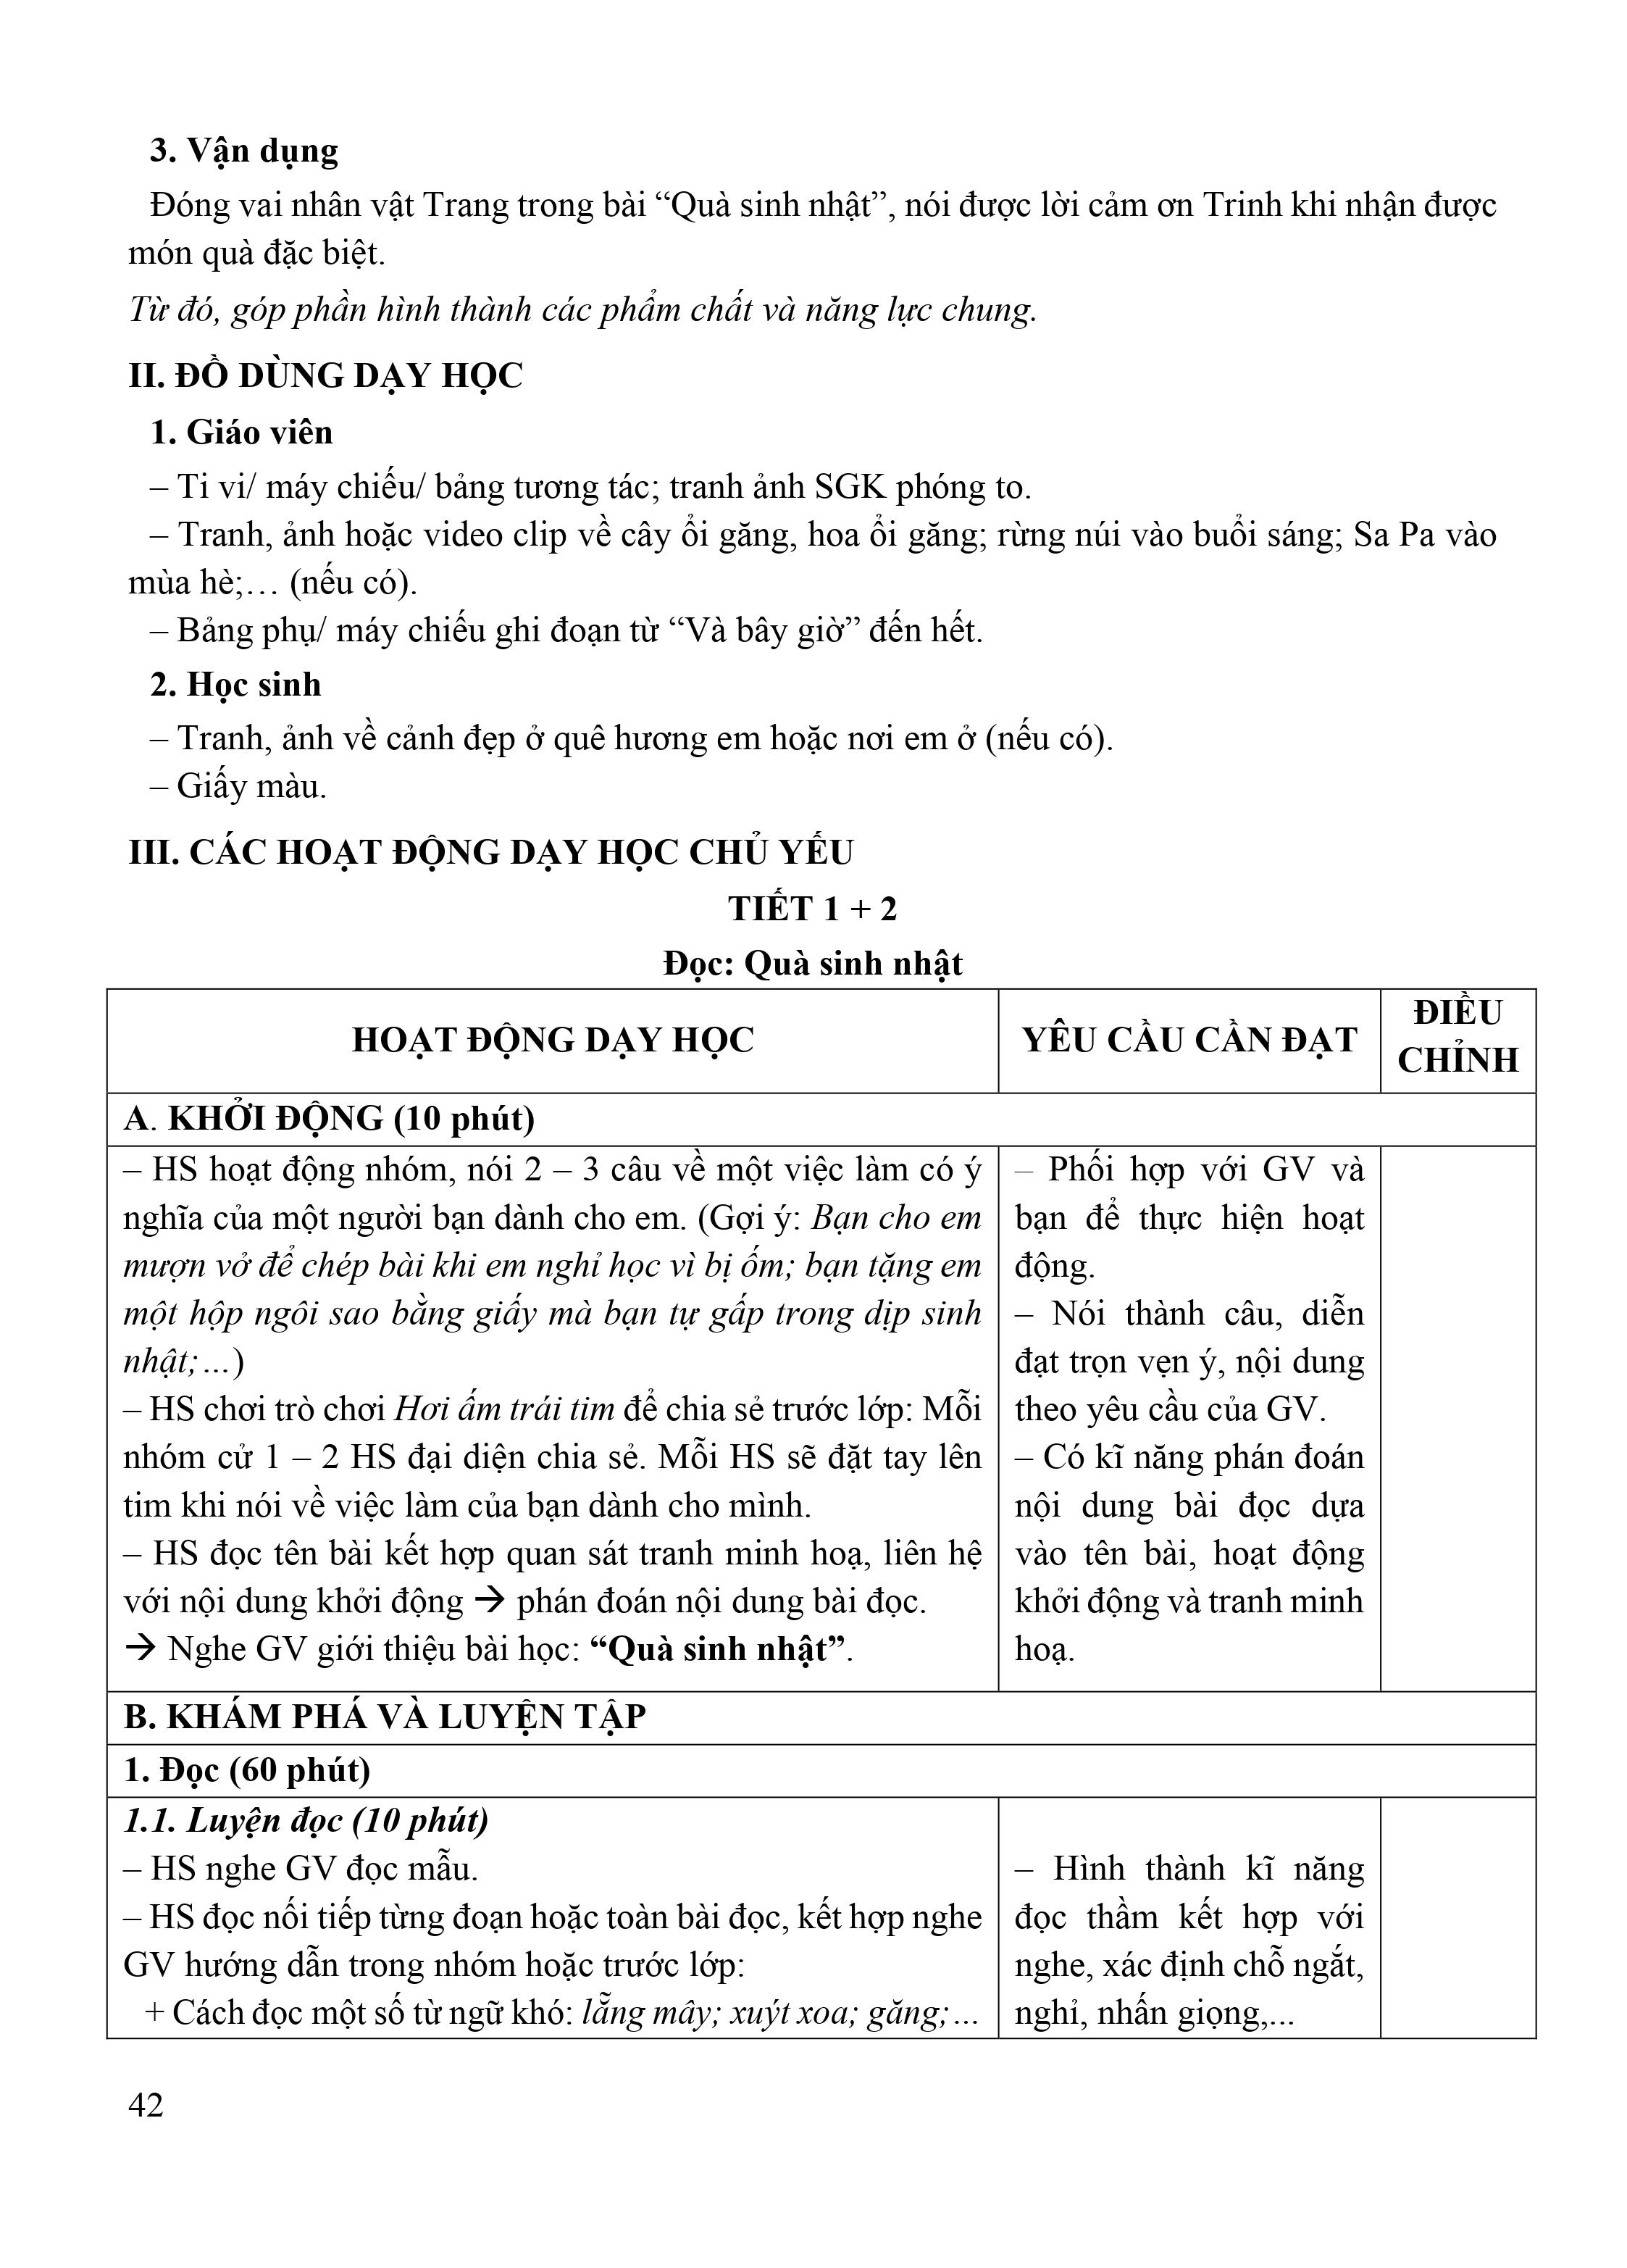 3. Vận dụng
Đóng vai nhân vật Trang trong bài “Quà sinh nhật”, nói được lời cảm ơn Trinh khi nhận được
món quà đặc biệt.
Từ đó, góp phần hình thành các phẩm chất và năng lực chung.
II. ĐỒ DÙNG DẠY HỌC
1. Giáo viên
– Ti vi/ máy chiếu/ bảng tương tác; tranh ảnh SGK phóng to.
– Tranh, ảnh hoặc video clip về cây ổi găng, hoa ổi găng; rừng núi vào buổi sáng; Sa Pa vào
mùa hè;… (nếu có).
– Bảng phụ/ máy chiếu ghi đoạn từ “Và bây giờ” đến hết.
2. Học sinh
– Tranh, ảnh về cảnh đẹp ở quê hương em hoặc nơi em ở (nếu có).
– Giấy màu.
III. CÁC HOẠT ĐỘNG DẠY HỌC CHỦ YẾU
TIẾT 1 + 2
Đọc: Quà sinh nhật
HOẠT ĐỘNG DẠY HỌC
YÊU CẦU CẦN ĐẠT
ĐIỀU
CHỈNH
A. KHỞI ĐỘNG (10 phút)
– HS hoạt động nhóm, nói 2 – 3 câu về một việc làm có ý
nghĩa của một người bạn dành cho em. (Gợi ý: Bạn cho em
mượn vở để chép bài khi em nghỉ học vì bị ốm; bạn tặng em
một hộp ngôi sao bằng giấy mà bạn tự gấp trong dịp sinh
nhật;…)
– HS chơi trò chơi Hơi ấm trái tim để chia sẻ trước lớp: Mỗi
nhóm cử 1 – 2 HS đại diện chia sẻ. Mỗi HS sẽ đặt tay lên
tim khi nói về việc làm của bạn dành cho mình.
– HS đọc tên bài kết hợp quan sát tranh minh hoạ, liên hệ
với nội dung khởi động → phán đoán nội dung bài đọc.
→ Nghe GV giới thiệu bài học: “Quà sinh nhật”.
– Phối hợp với GV và
bạn để thực hiện hoạt
động.
– Nói thành câu, diễn
đạt trọn vẹn ý, nội dung
theo yêu cầu của GV.
– Có kĩ năng phán đoán
nội dung bài đọc dựa
vào tên bài, hoạt động
khởi động và tranh minh
hoạ.
B. KHÁM PHÁ VÀ LUYỆN TẬP
1. Đọc (60 phút)
1.1. Luyện đọc (10 phút)
– HS nghe GV đọc mẫu.
– HS đọc nối tiếp từng đoạn hoặc toàn bài đọc, kết hợp nghe
GV hướng dẫn trong nhóm hoặc trước lớp:
+ Cách đọc một số từ ngữ khó: lẵng mây; xuýt xoa; găng;…
– Hình thành kĩ năng
đọc thầm kết hợp với
nghe, xác định chỗ ngắt,
nghỉ, nhấn giọng,...
42